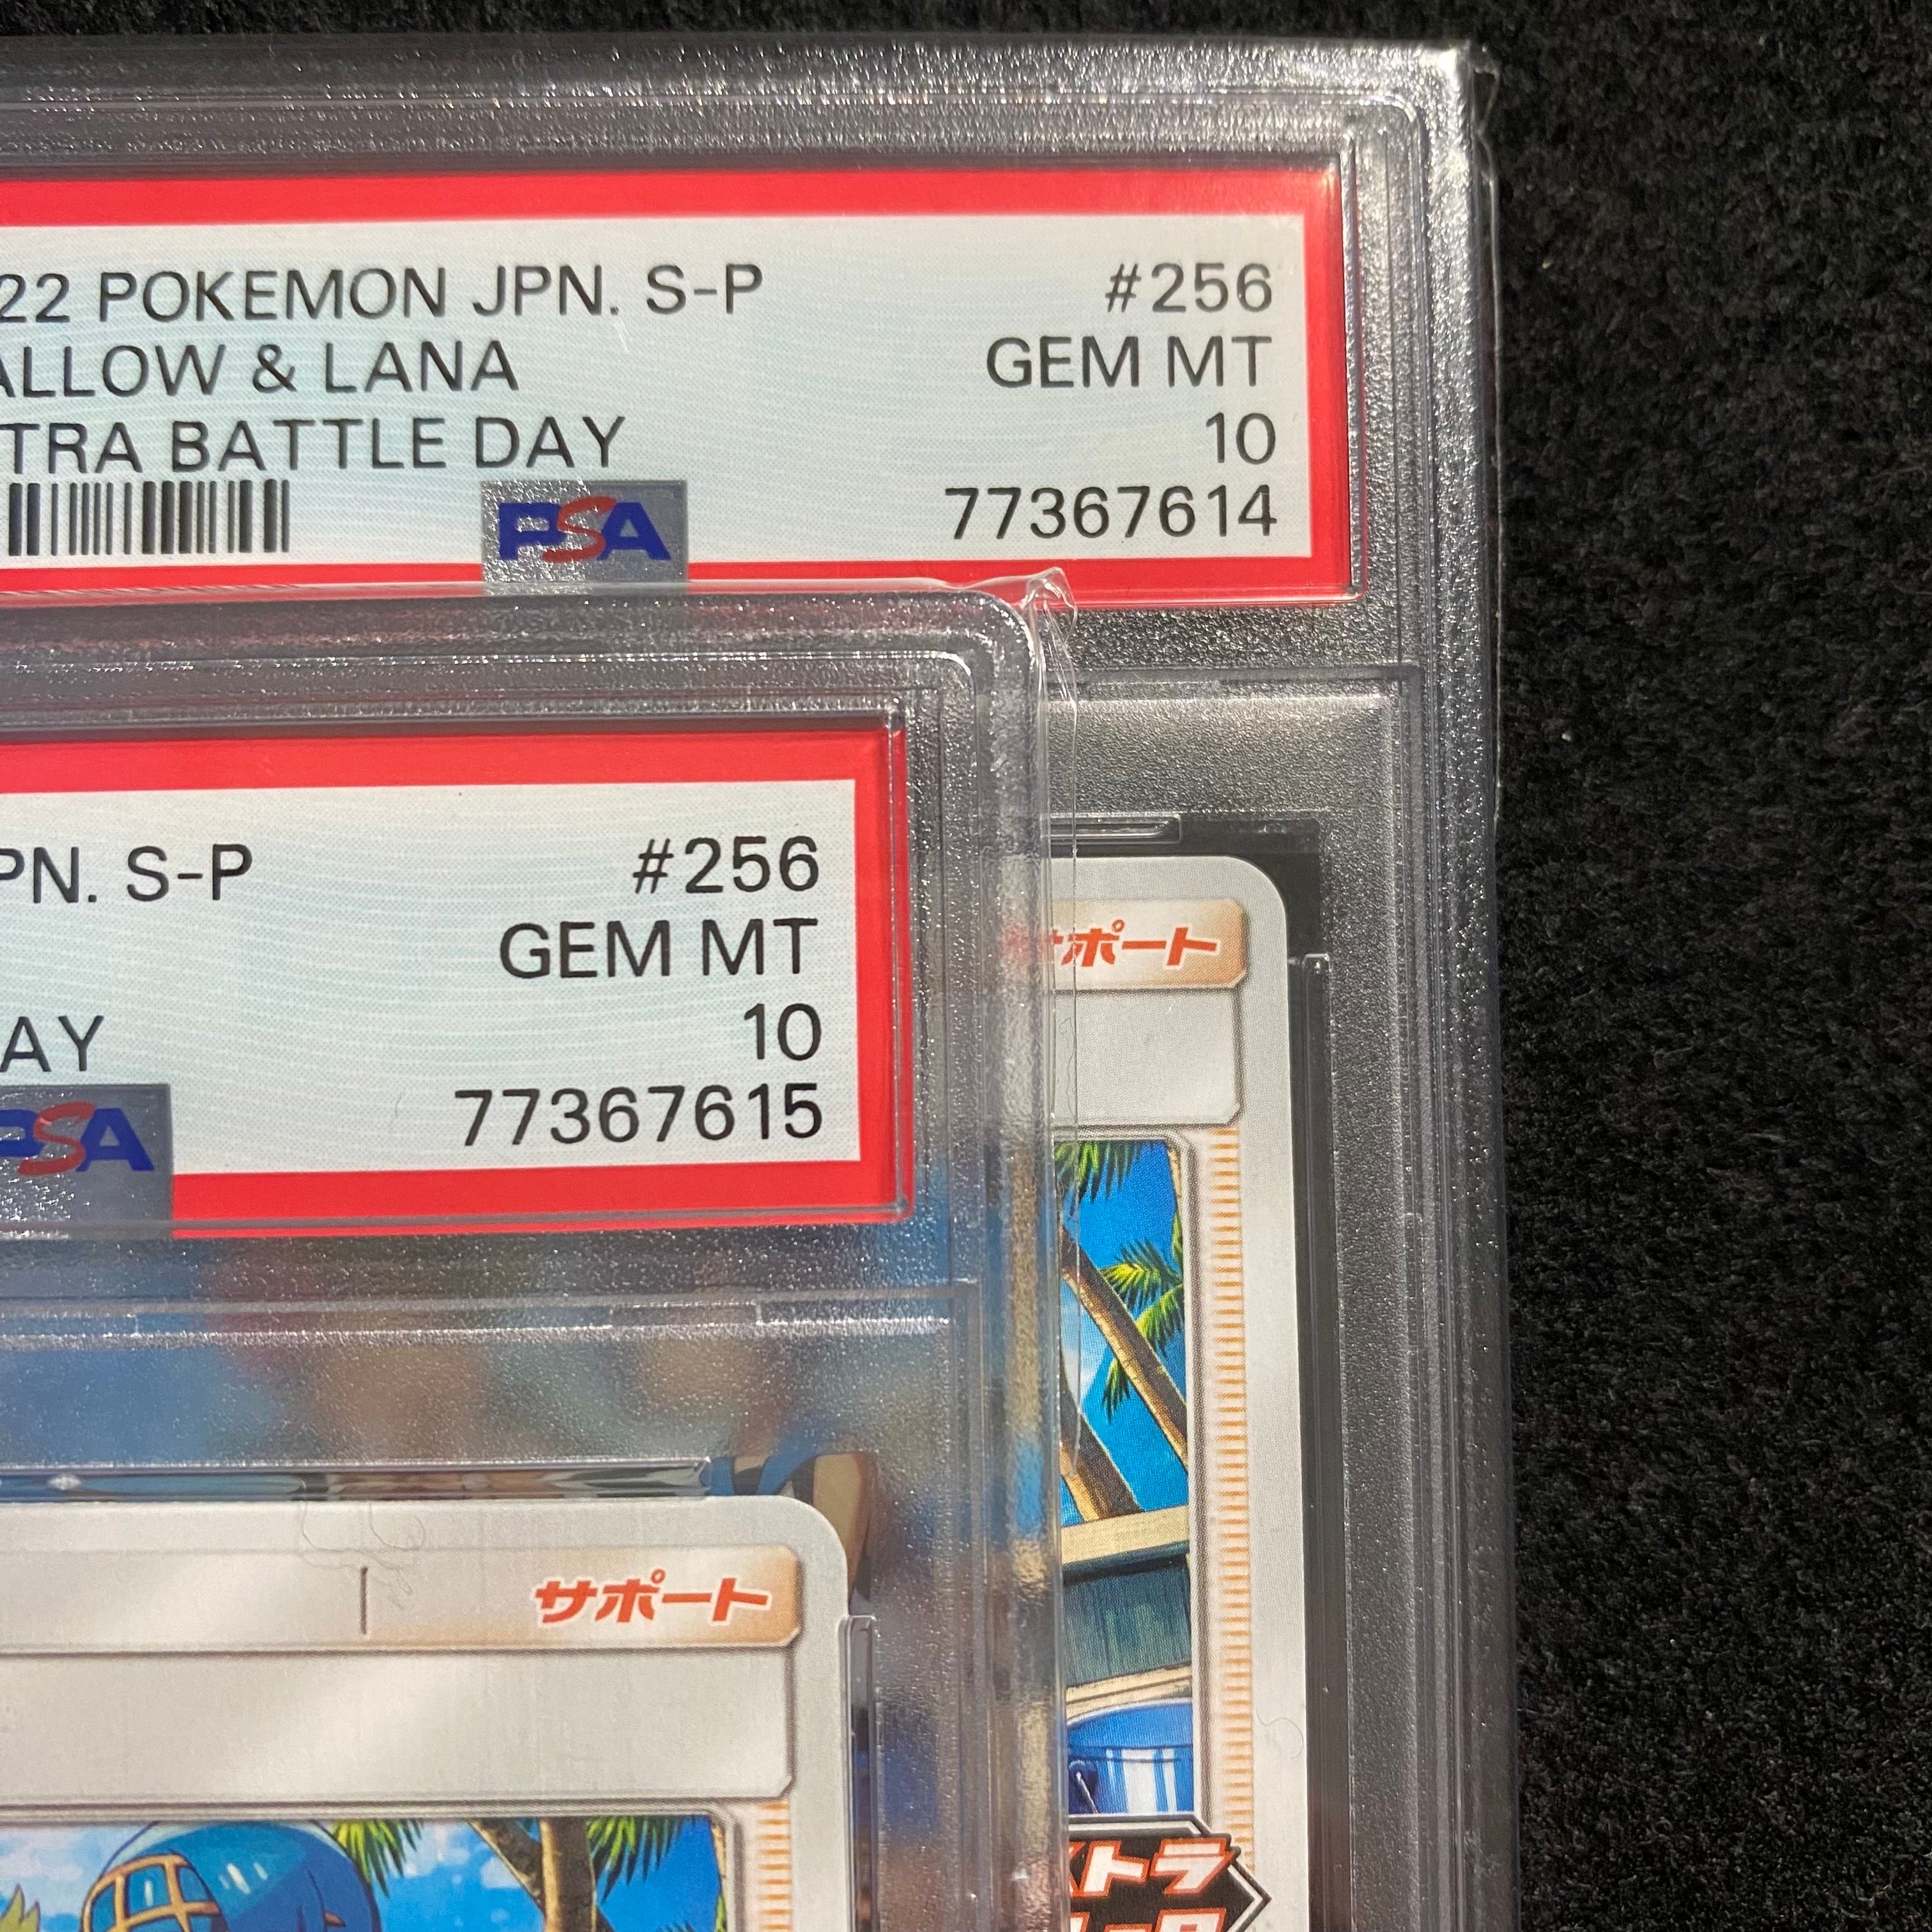 22 POKEMON JPN. S-P #256
ALLOW & LANA GEM MT
TRA BATTLE DAY 10
PSA 77367614
PN. S-P #256
GEM MT
AY 10
PSA 77367615
サポート
サポート
トラ